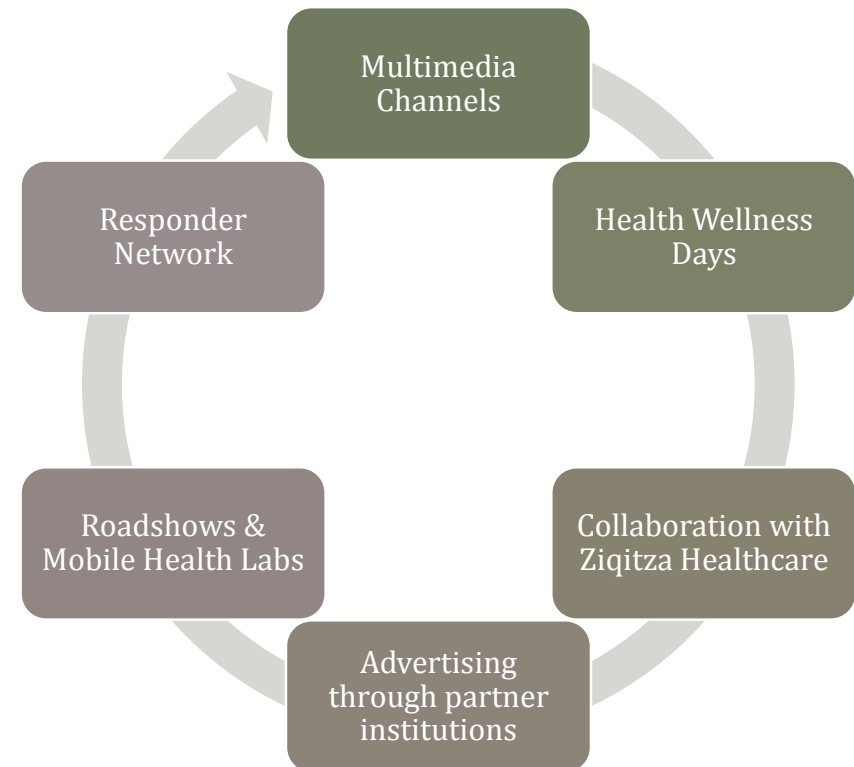 Multimedia
Channels
Health Wellness
Days
Collaboration with
Ziqitza Healthcare
Advertising
through partner
institutions
Roadshows &
Mobile Health Labs
Responder
Network